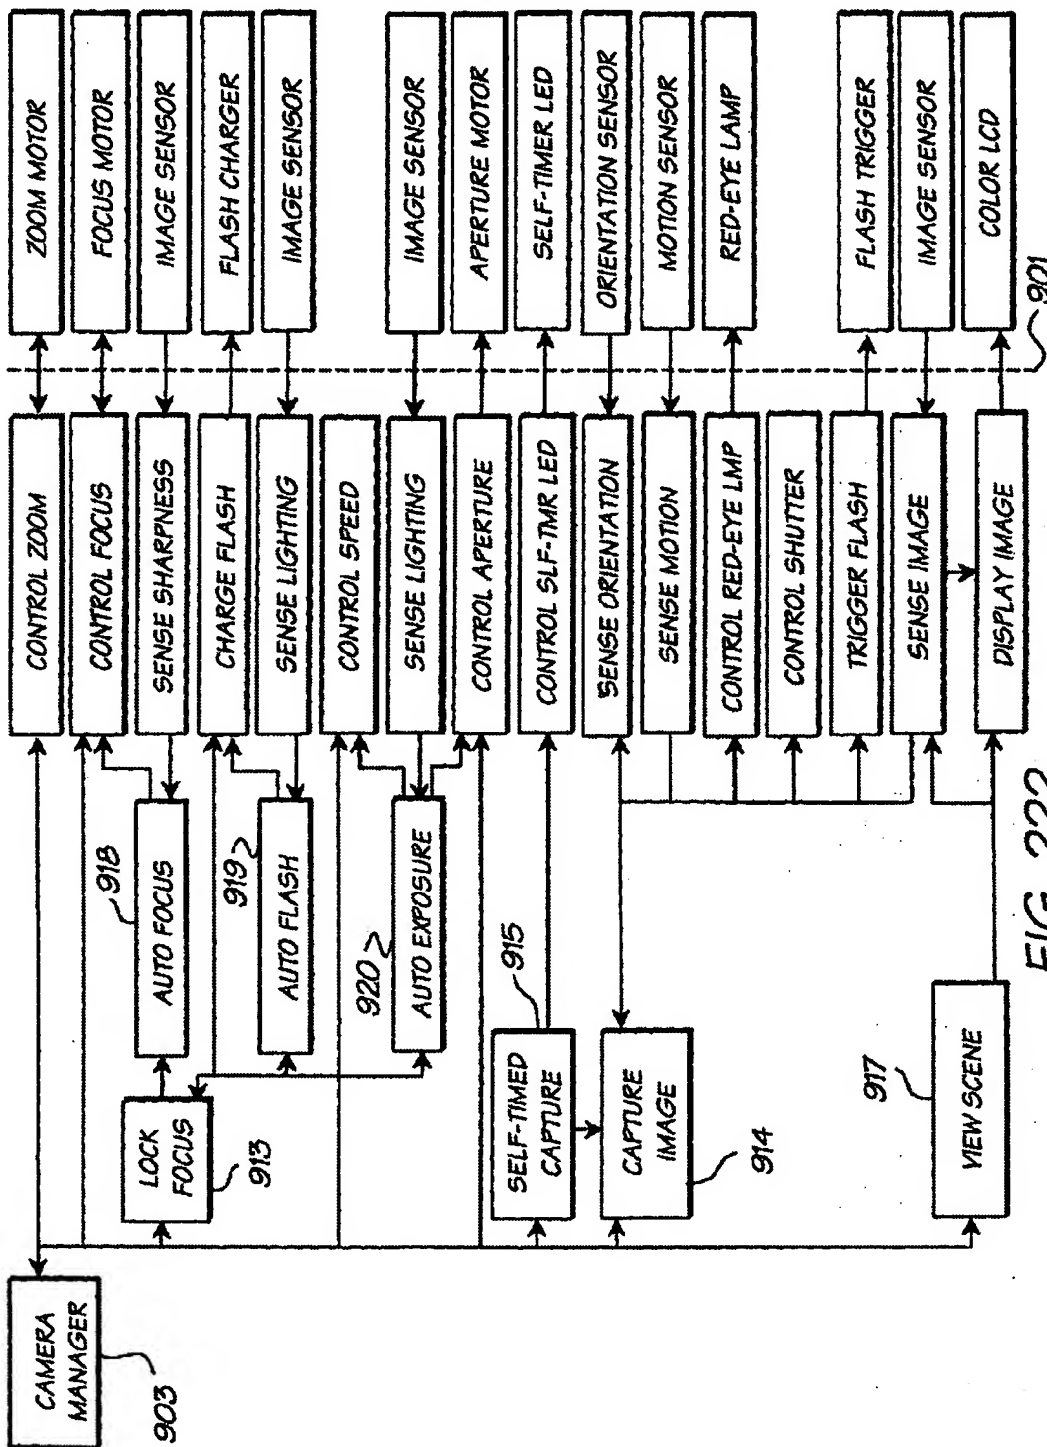 CAMERA
MANAGER
903
LOCK
FOCUS
913
AUTO FOCUS
918
AUTO FLASH
919
AUTO EXPOSURE
920
SELF-TIMED
CAPTURE
915
CAPTURE
IMAGE
914
VIEW SCENE
917
CONTROL ZOOM
CONTROL FOCUS
SENSE SHARPNESS
CHARGE FLASH
SENSE LIGHTING
CONTROL SPEED
SENSE LIGHTING
CONTROL APERTURE
CONTROL SLF-TMR LED
SENSE ORIENTATION
SENSE MOTION
CONTROL RED-EYE LMP
CONTROL SHUTTER
TRIGGER FLASH
SENSE IMAGE
DISPLAY IMAGE
ZOOM MOTOR
FOCUS MOTOR
IMAGE SENSOR
FLASH CHARGER
IMAGE SENSOR
IMAGE SENSOR
APERTURE MOTOR
SELF-TIMER LED
ORIENTATION SENSOR
MOTION SENSOR
RED-EYE LAMP
FLASH TRIGGER
IMAGE SENSOR
COLOR LCD
901
FIG. 222